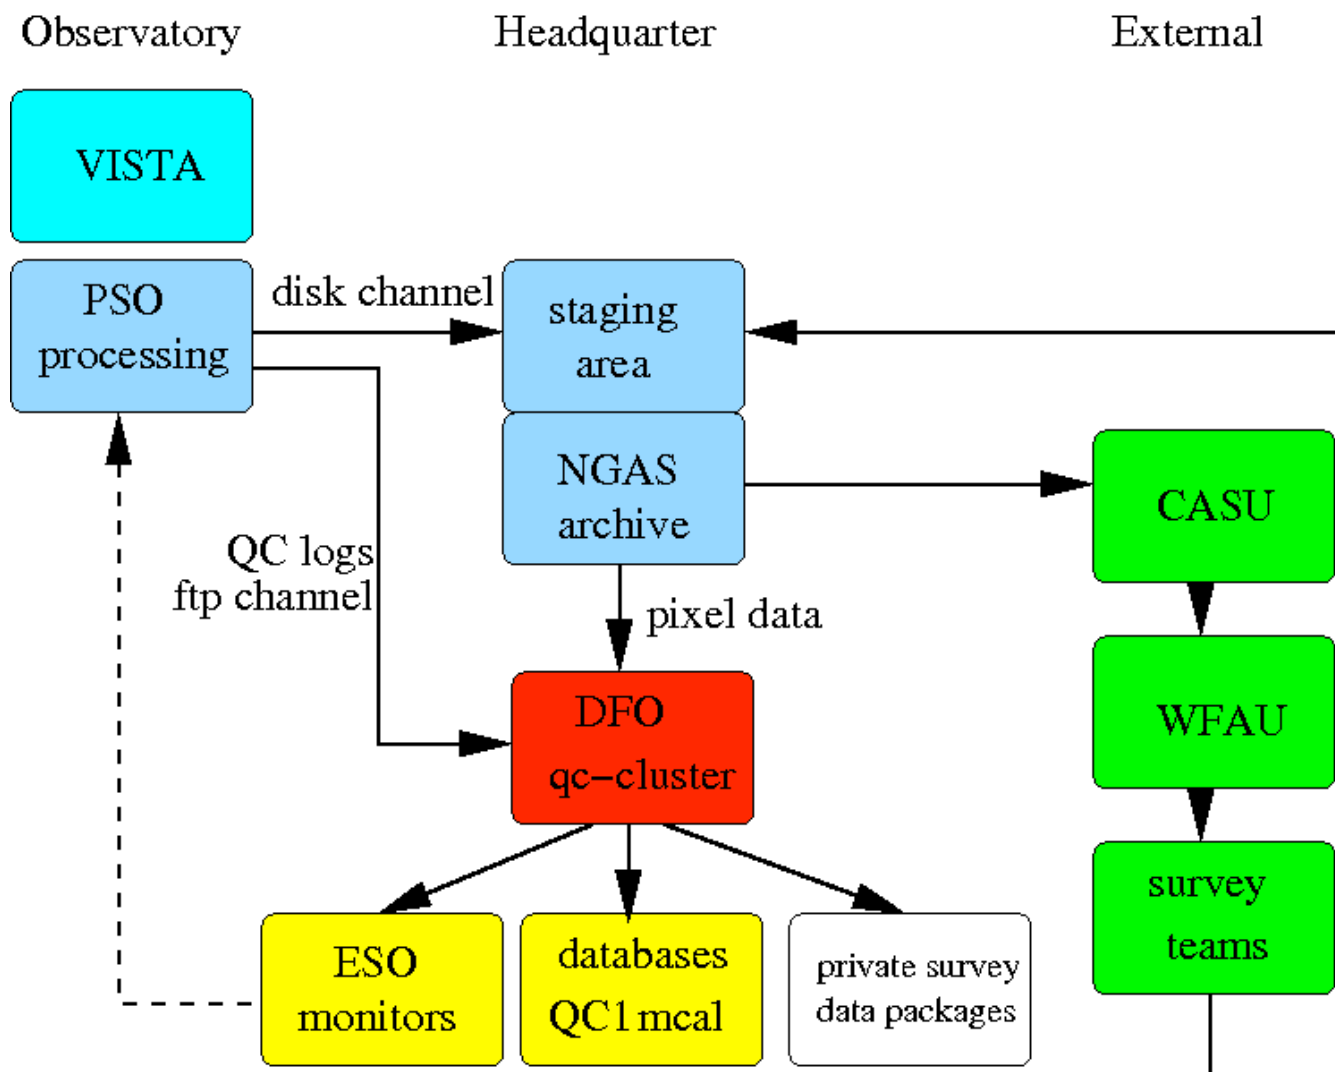 Observatory
Headquarter
External
VISTA
PSO
processing
disk channel
staging
area
NGAS
archive
CASU
QC logs
ftp channel
pixel data
WFAU
DFO
qc-cluster
survey
teams
ESO
monitors
databases
QC1 mcal
private survey
data packages